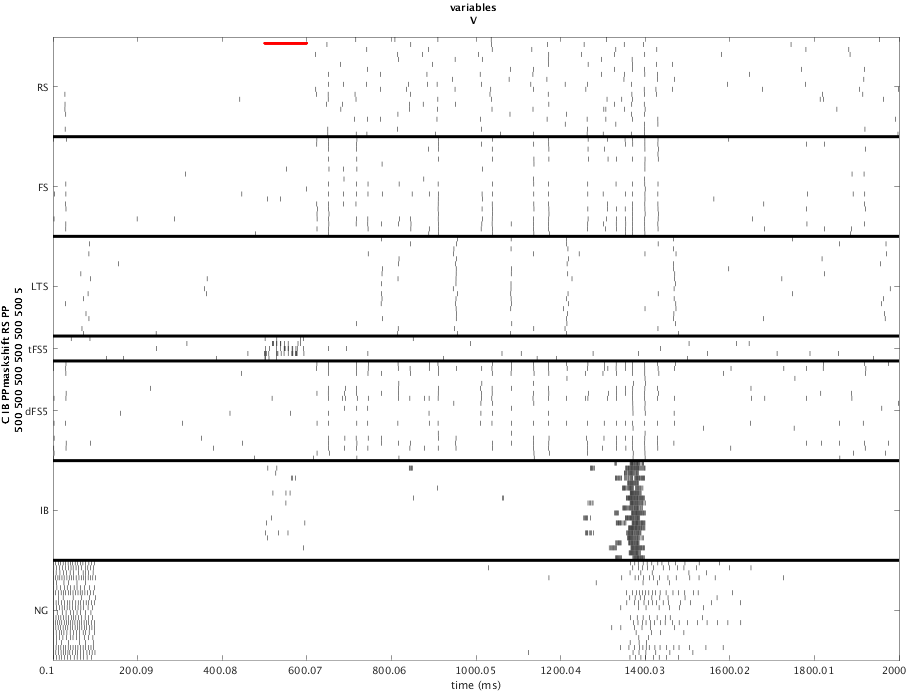 variables
V
RS
FS
LTS
tFS5
dFS5
IB
NG
C IB PPmaskshift RS PP
500 500 500 500 500 5
0.1 200.09 400.08 600.07 800.06 1000.05 1200.04 1400.03 1600.02 1800.01 2000
time (ms)